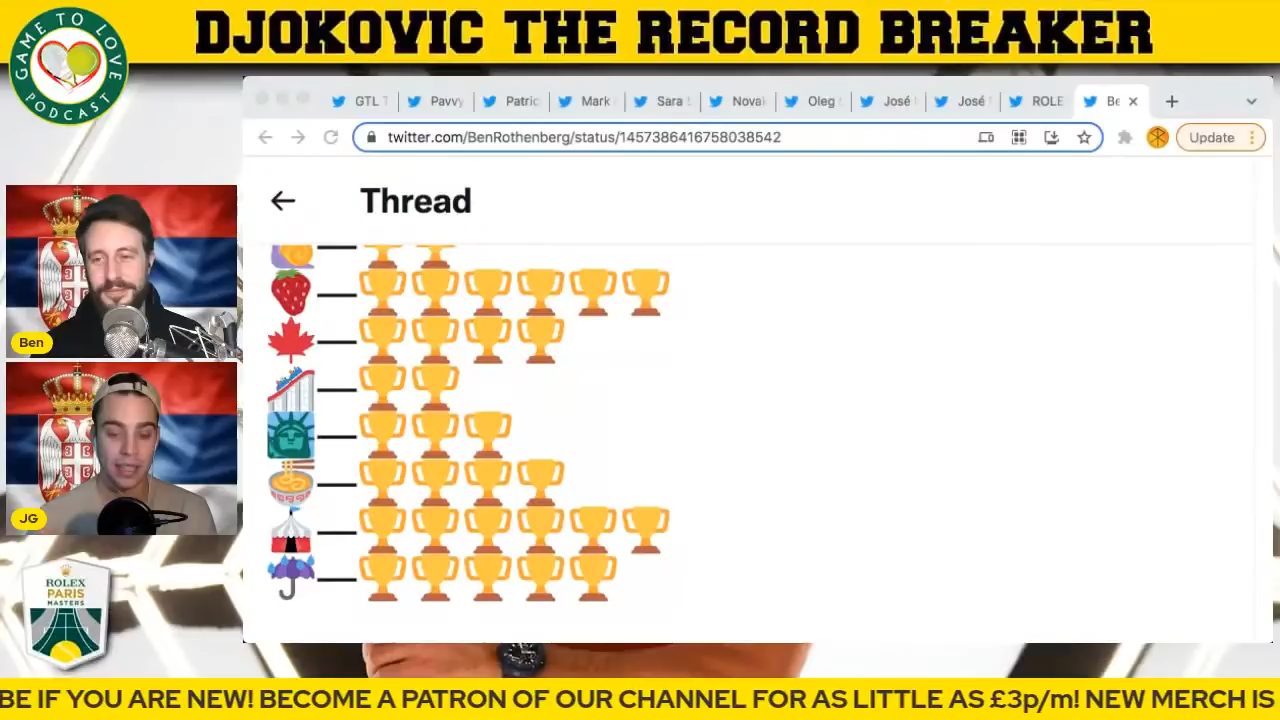 DJOKOVIC THE RECORD BREAKER
GAME TO LOVE
PODCAST
GTL T
Pavvy
Patric
Mark
Sara
Novak
Oleg
José
José
ROLE
Be
twitter.com/BenRothenberg/status/1457386416758038542
Update
Thread
Ben
JG
ROLEX
PARIS
MASTERS
BE IF YOU ARE NEW! BECOME A PATRON OF OUR CHANNEL FOR AS LITTLE AS £3p/m! NEW MERCH IS